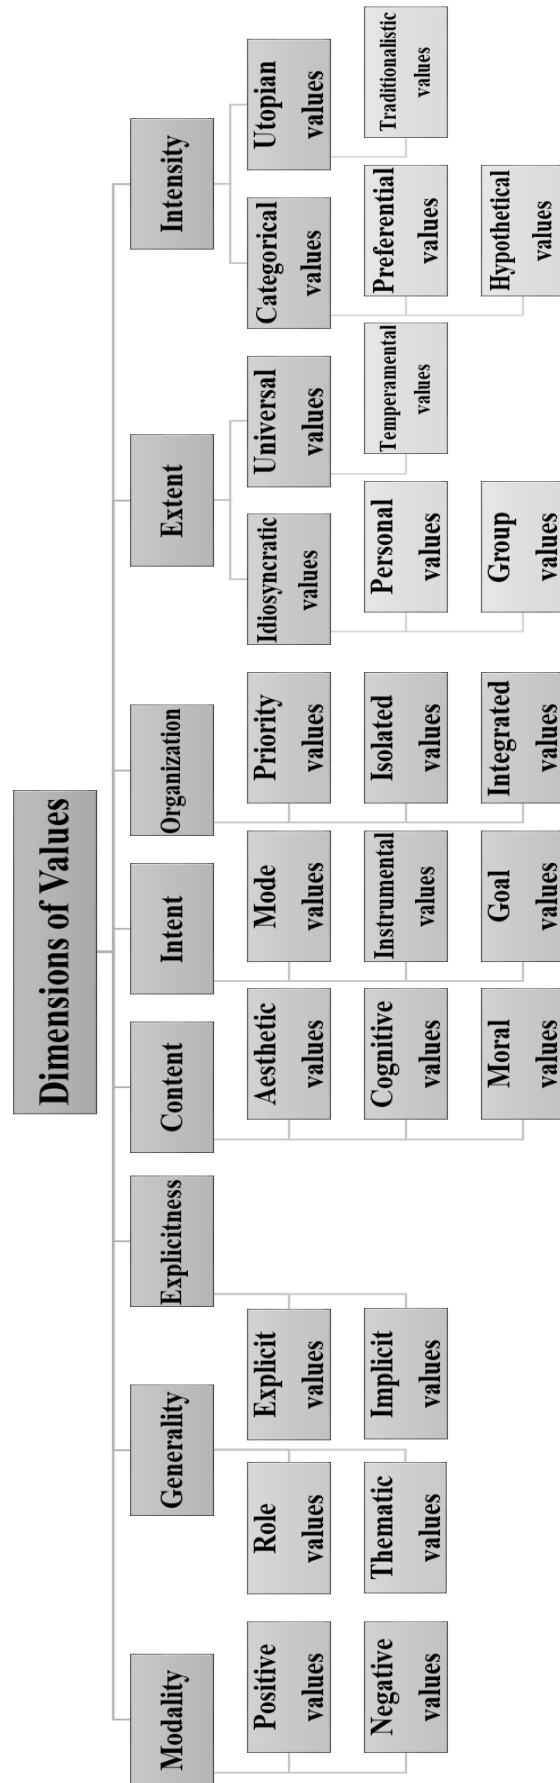 Dimensions of Values
Modality
Generality
Explicitness
Content
Intent
Organization
Extent
Intensity
Positive
values
Negative
values
Role
values
Thematic
values
Explicit
values
Implicit
values
Aesthetic
values
Cognitive
values
Moral
values
Mode
values
Instrumental
values
Goal
values
Priority
values
Isolated
values
Integrated
values
Idiosyncratic
values
Personal
values
Group
values
Universal
values
Temperamental
values
Categorical
values
Preferential
values
Hypothetical
values
Utopian
values
Traditionalistic
values